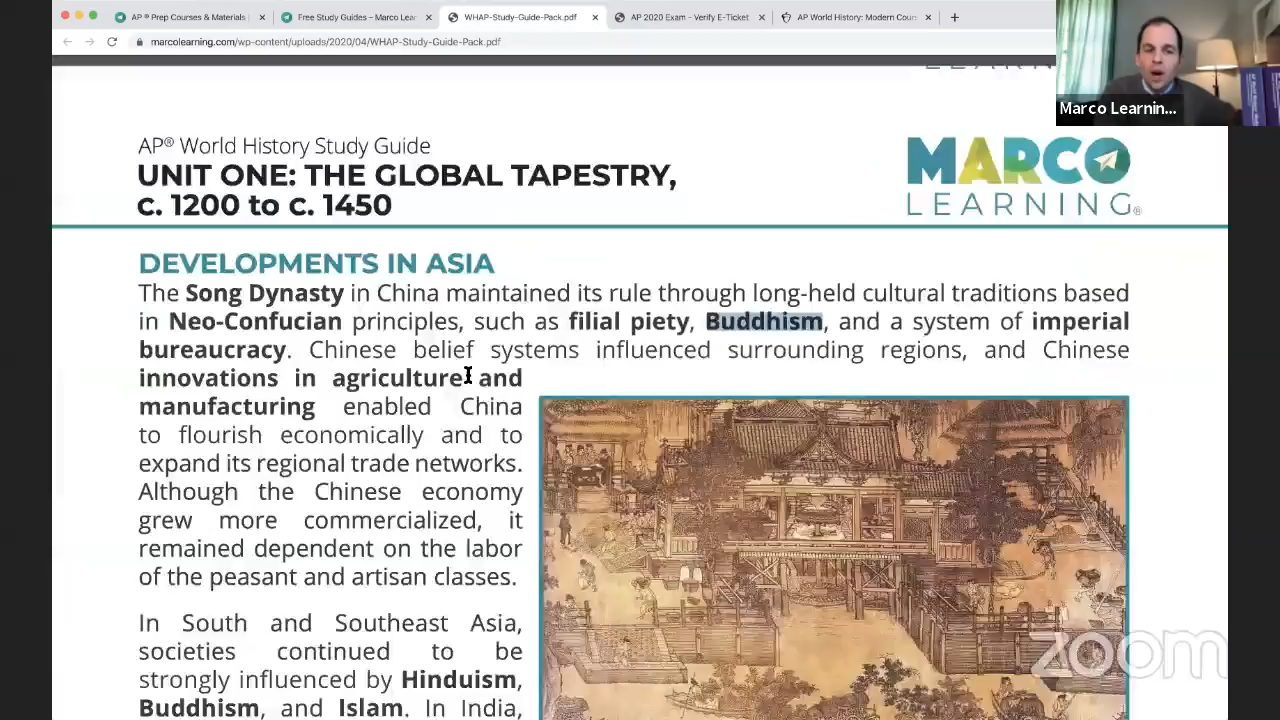 AP ® Prep Courses & Materials
Free Study Guides – Marco Lear
WHAP-Study-Guide-Pack.pdf
AP 2020 Exam - Verify E-Ticket
AP World History: Modern Cour
marcolearning.com/wp-content/uploads/2020/04/WHAP-Study-Guide-Pack.pdf
Marco Learnin...
AP® World History Study Guide
UNIT ONE: THE GLOBAL TAPESTRY,
c. 1200 to c. 1450
MARCO
LEARNING®
DEVELOPMENTS IN ASIA
The Song Dynasty in China maintained its rule through long-held cultural traditions based
in Neo-Confucian principles, such as filial piety, Buddhism, and a system of imperial
bureaucracy. Chinese belief systems influenced surrounding regions, and Chinese
innovations in agriculture and
manufacturing enabled China
to flourish economically and to
expand its regional trade networks.
Although the Chinese economy
grew more commercialized, it
remained dependent on the labor
of the peasant and artisan classes.
In South and Southeast Asia,
societies continued to be
strongly influenced by Hinduism,
Buddhism, and Islam. In India,
zoom